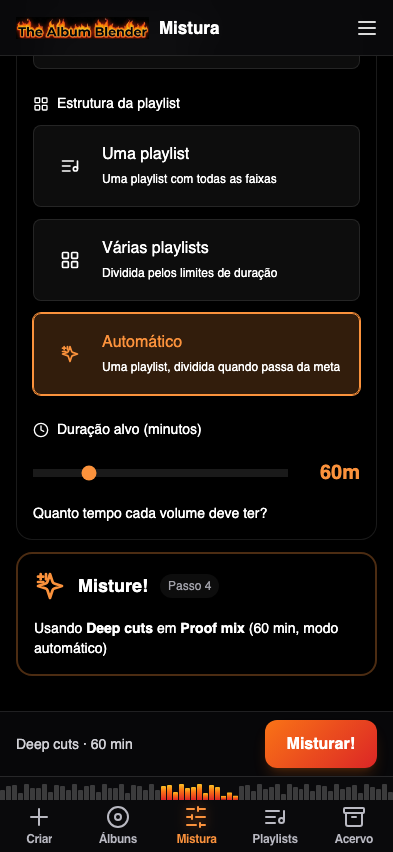 The Album Blender Mistura
Estrutura da playlist
Uma playlist
Uma playlist com todas as faixas
Várias playlists
Dividida pelos limites de duração
Automático
Uma playlist, dividida quando passa da meta
Duração alvo (minutos)
60m
Quanto tempo cada volume deve ter?
Misture! Passo 4
Usando Deep cuts em Proof mix (60 min, modo
automático)
Deep cuts · 60 min Misturar!
Criar Álbuns Mistura Playlists Acervo